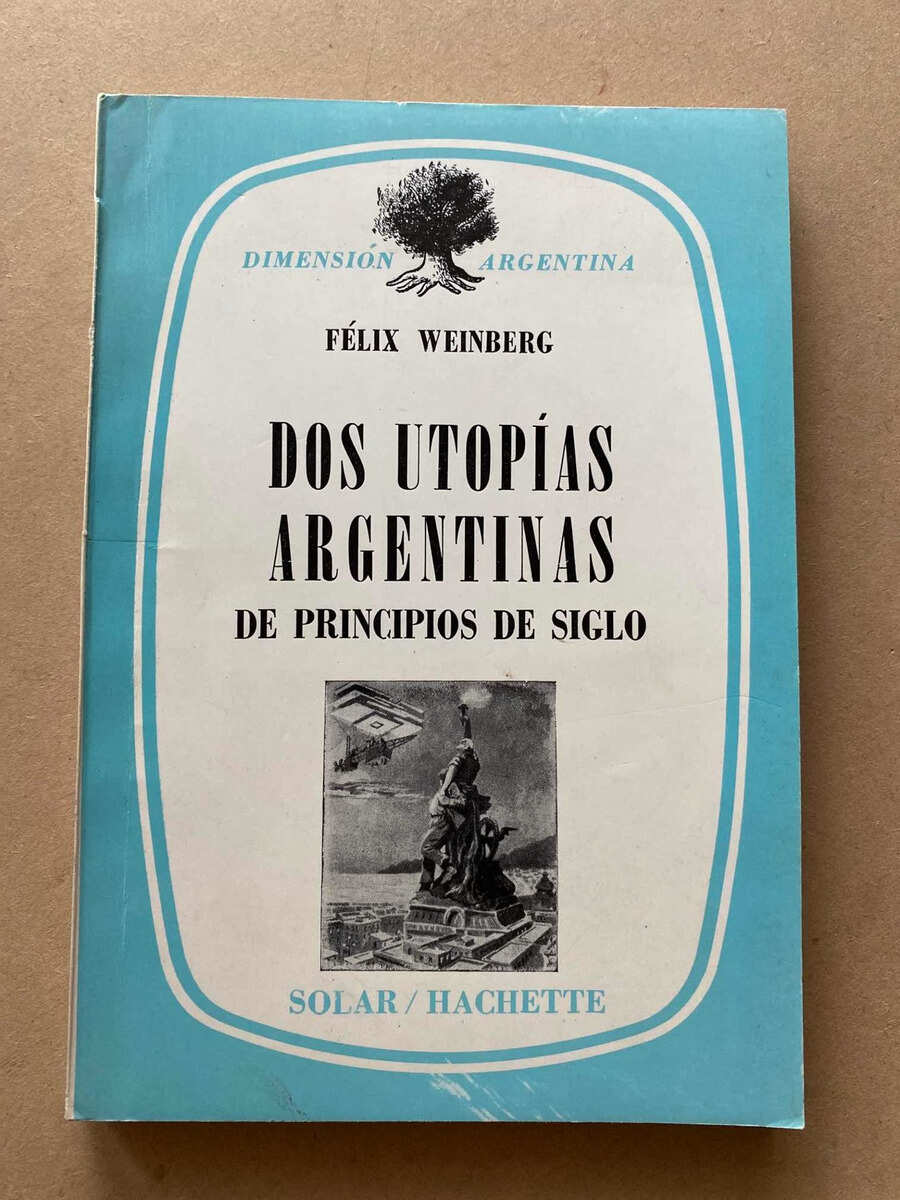 DIMENSIÓN ARGENTINA
FÉLIX WEINBERG
DOS UTOPÍAS
ARGENTINAS
DE PRINCIPIOS DE SIGLO
SOLAR / HACHETTE